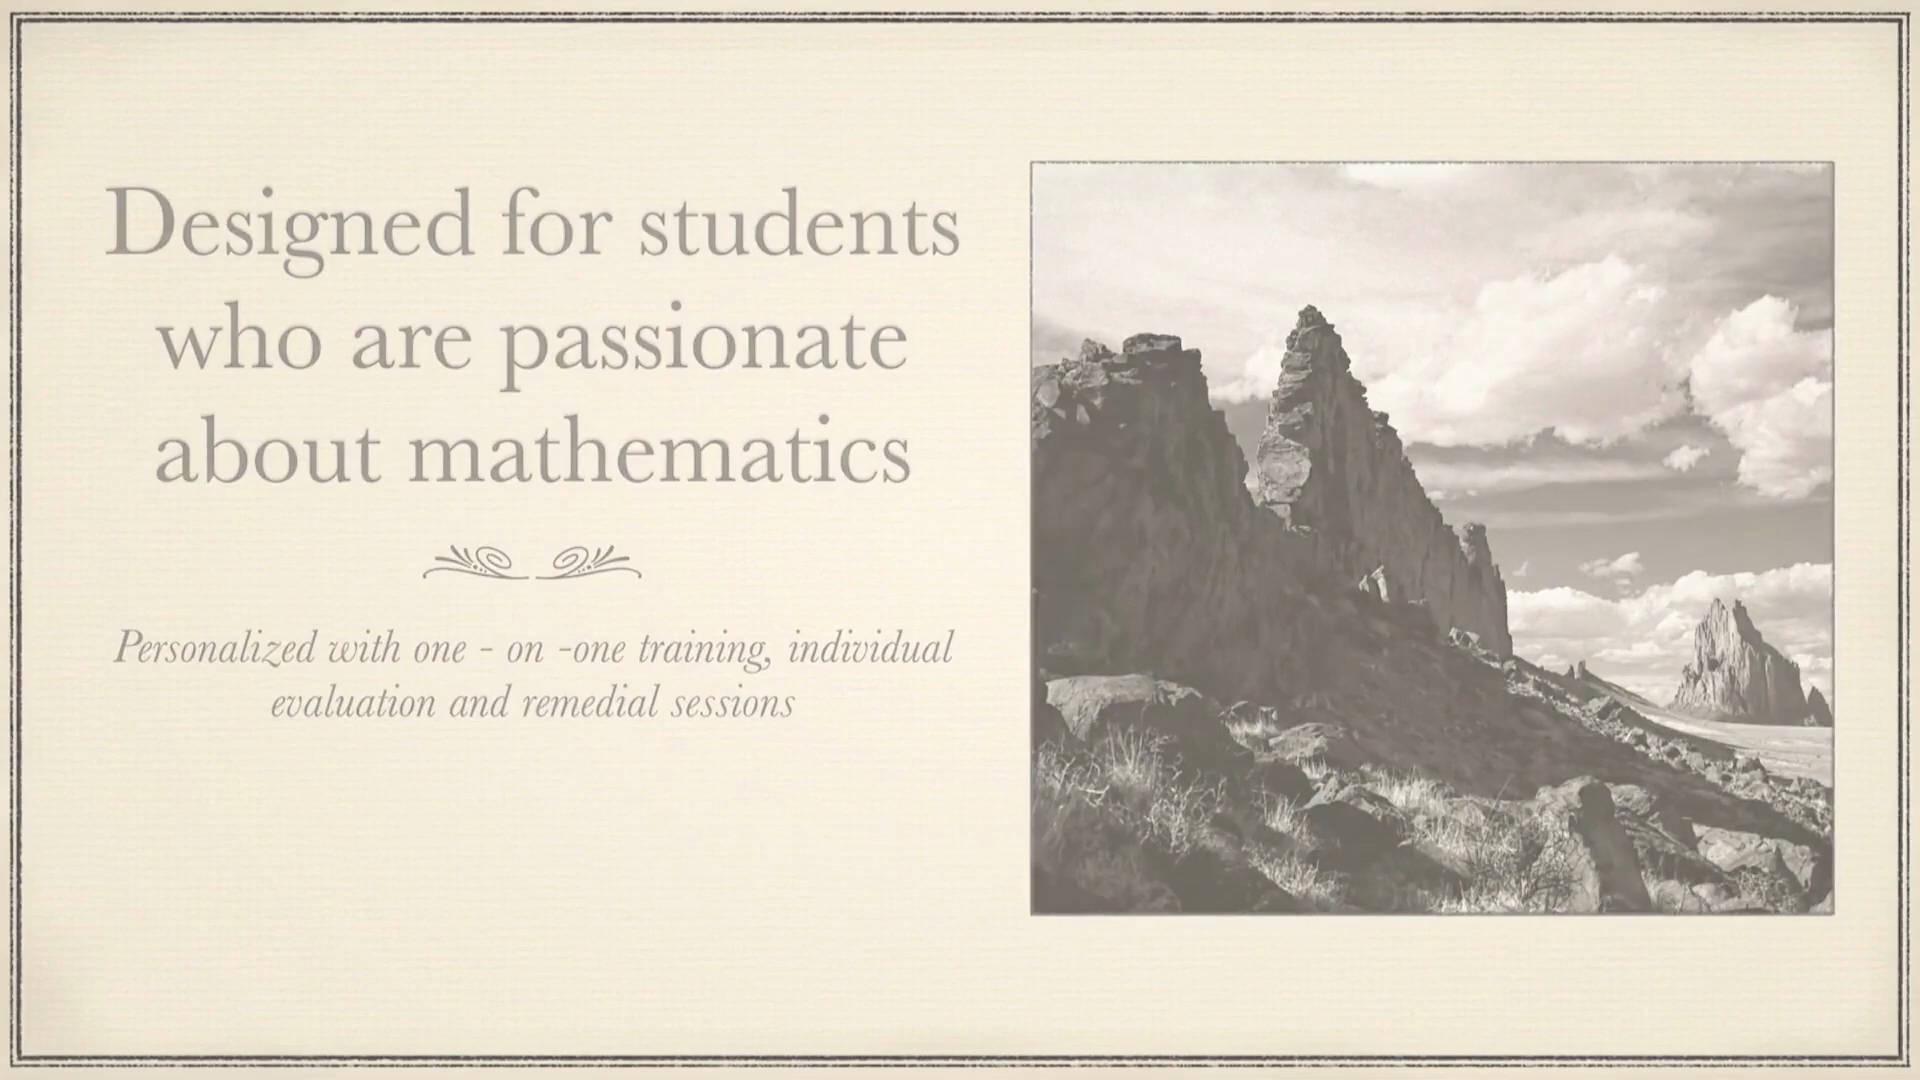 Designed for students
who are passionate
about mathematics
Personalized with one - on -one training, individual
evaluation and remedial sessions